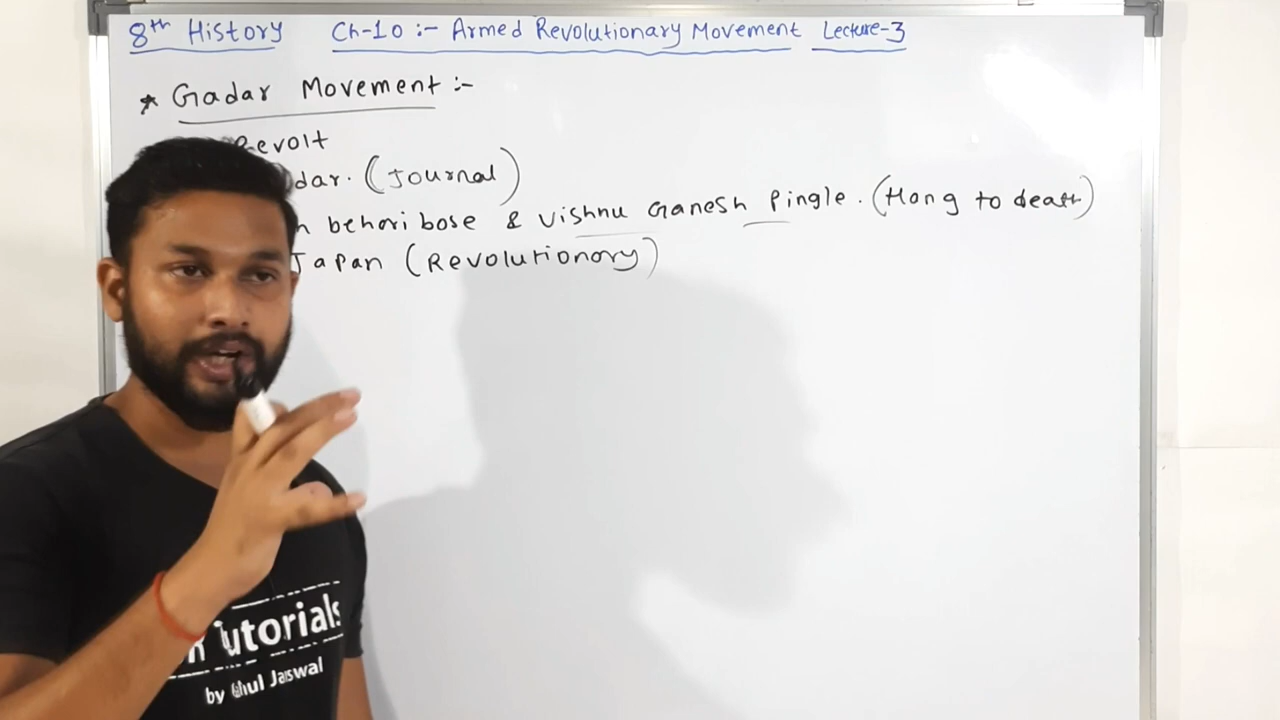 8th History Ch-10 :- Armed Revolutionary Movement Lecture-3
* Gadar Movement :-
Revolt
dar. (Journal)
n behari bose & Vishnu Ganesh Pingle. (Hang to death)
Japan (Revolutionary)
Tutorials
by Jaiswal